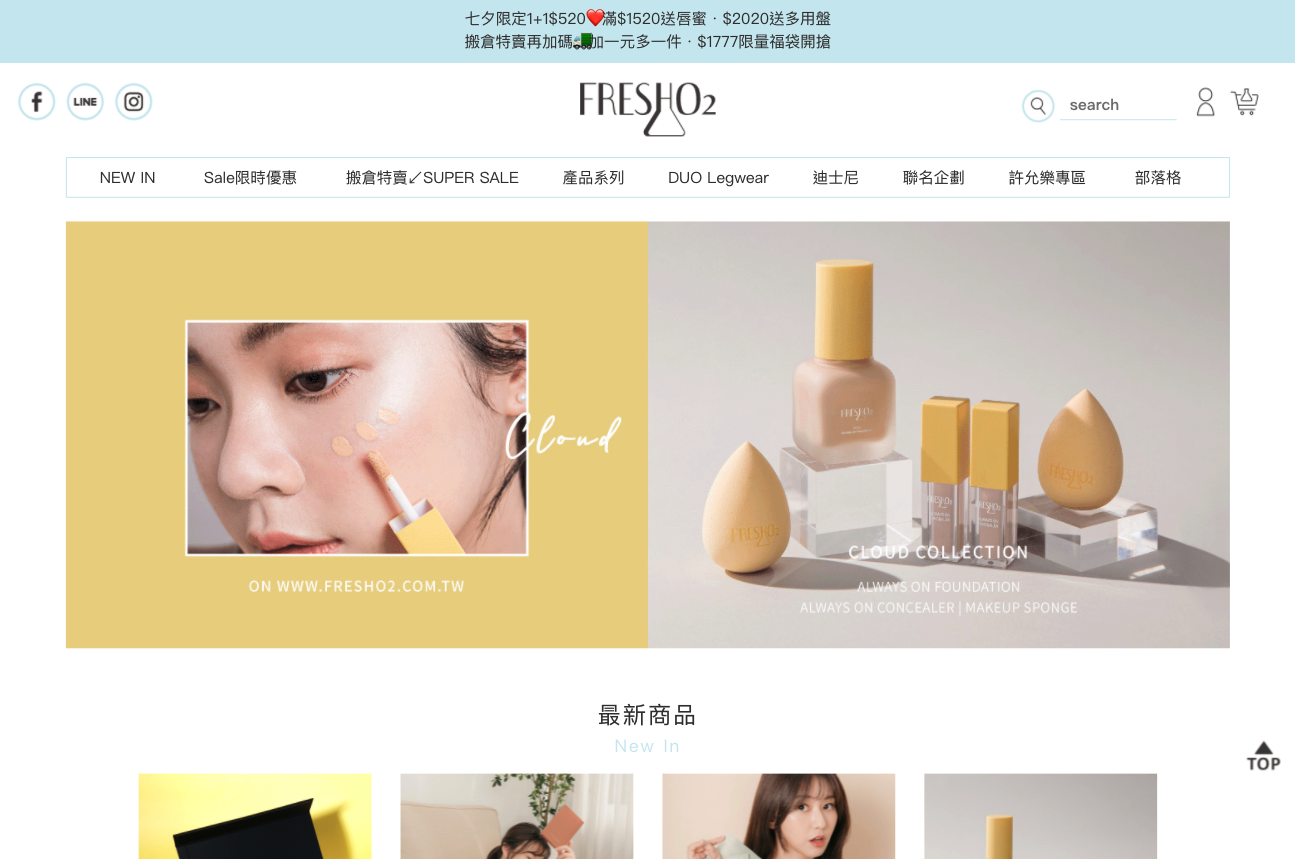 七夕限定1+1$520❤️滿$1520送唇蜜．$2020送多用盤
搬倉特賣再加碼🚛加一元多一件．$1777限量福袋開搶
LINE
FRESHO2
search
NEW IN Sale限時優惠 搬倉特賣↙SUPER SALE 產品系列 DUO Legwear 迪士尼 聯名企劃 許允樂專區 部落格
Cloud
ON WWW.FRESHO2.COM.TW
FRESHO2
FRESHO2
FRESHO2
FRESHO2
FRESHO2
CLOUD COLLECTION
ALWAYS ON FOUNDATION
ALWAYS ON CONCEALER | MAKEUP SPONGE
最新商品
New In
TOP